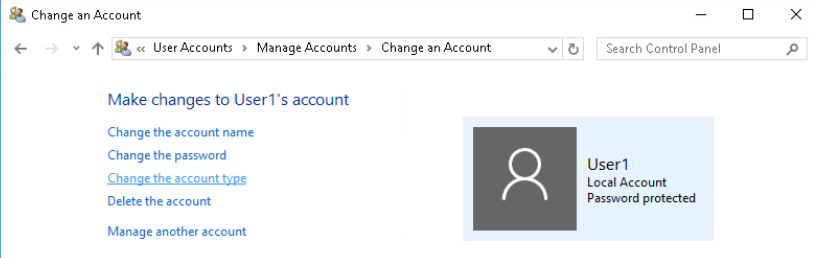 Change an Account
« User Accounts > Manage Accounts > Change an Account
Search Control Panel
Make changes to User1's account
Change the account name
Change the password
Change the account type
Delete the account
Manage another account
User1
Local Account
Password protected